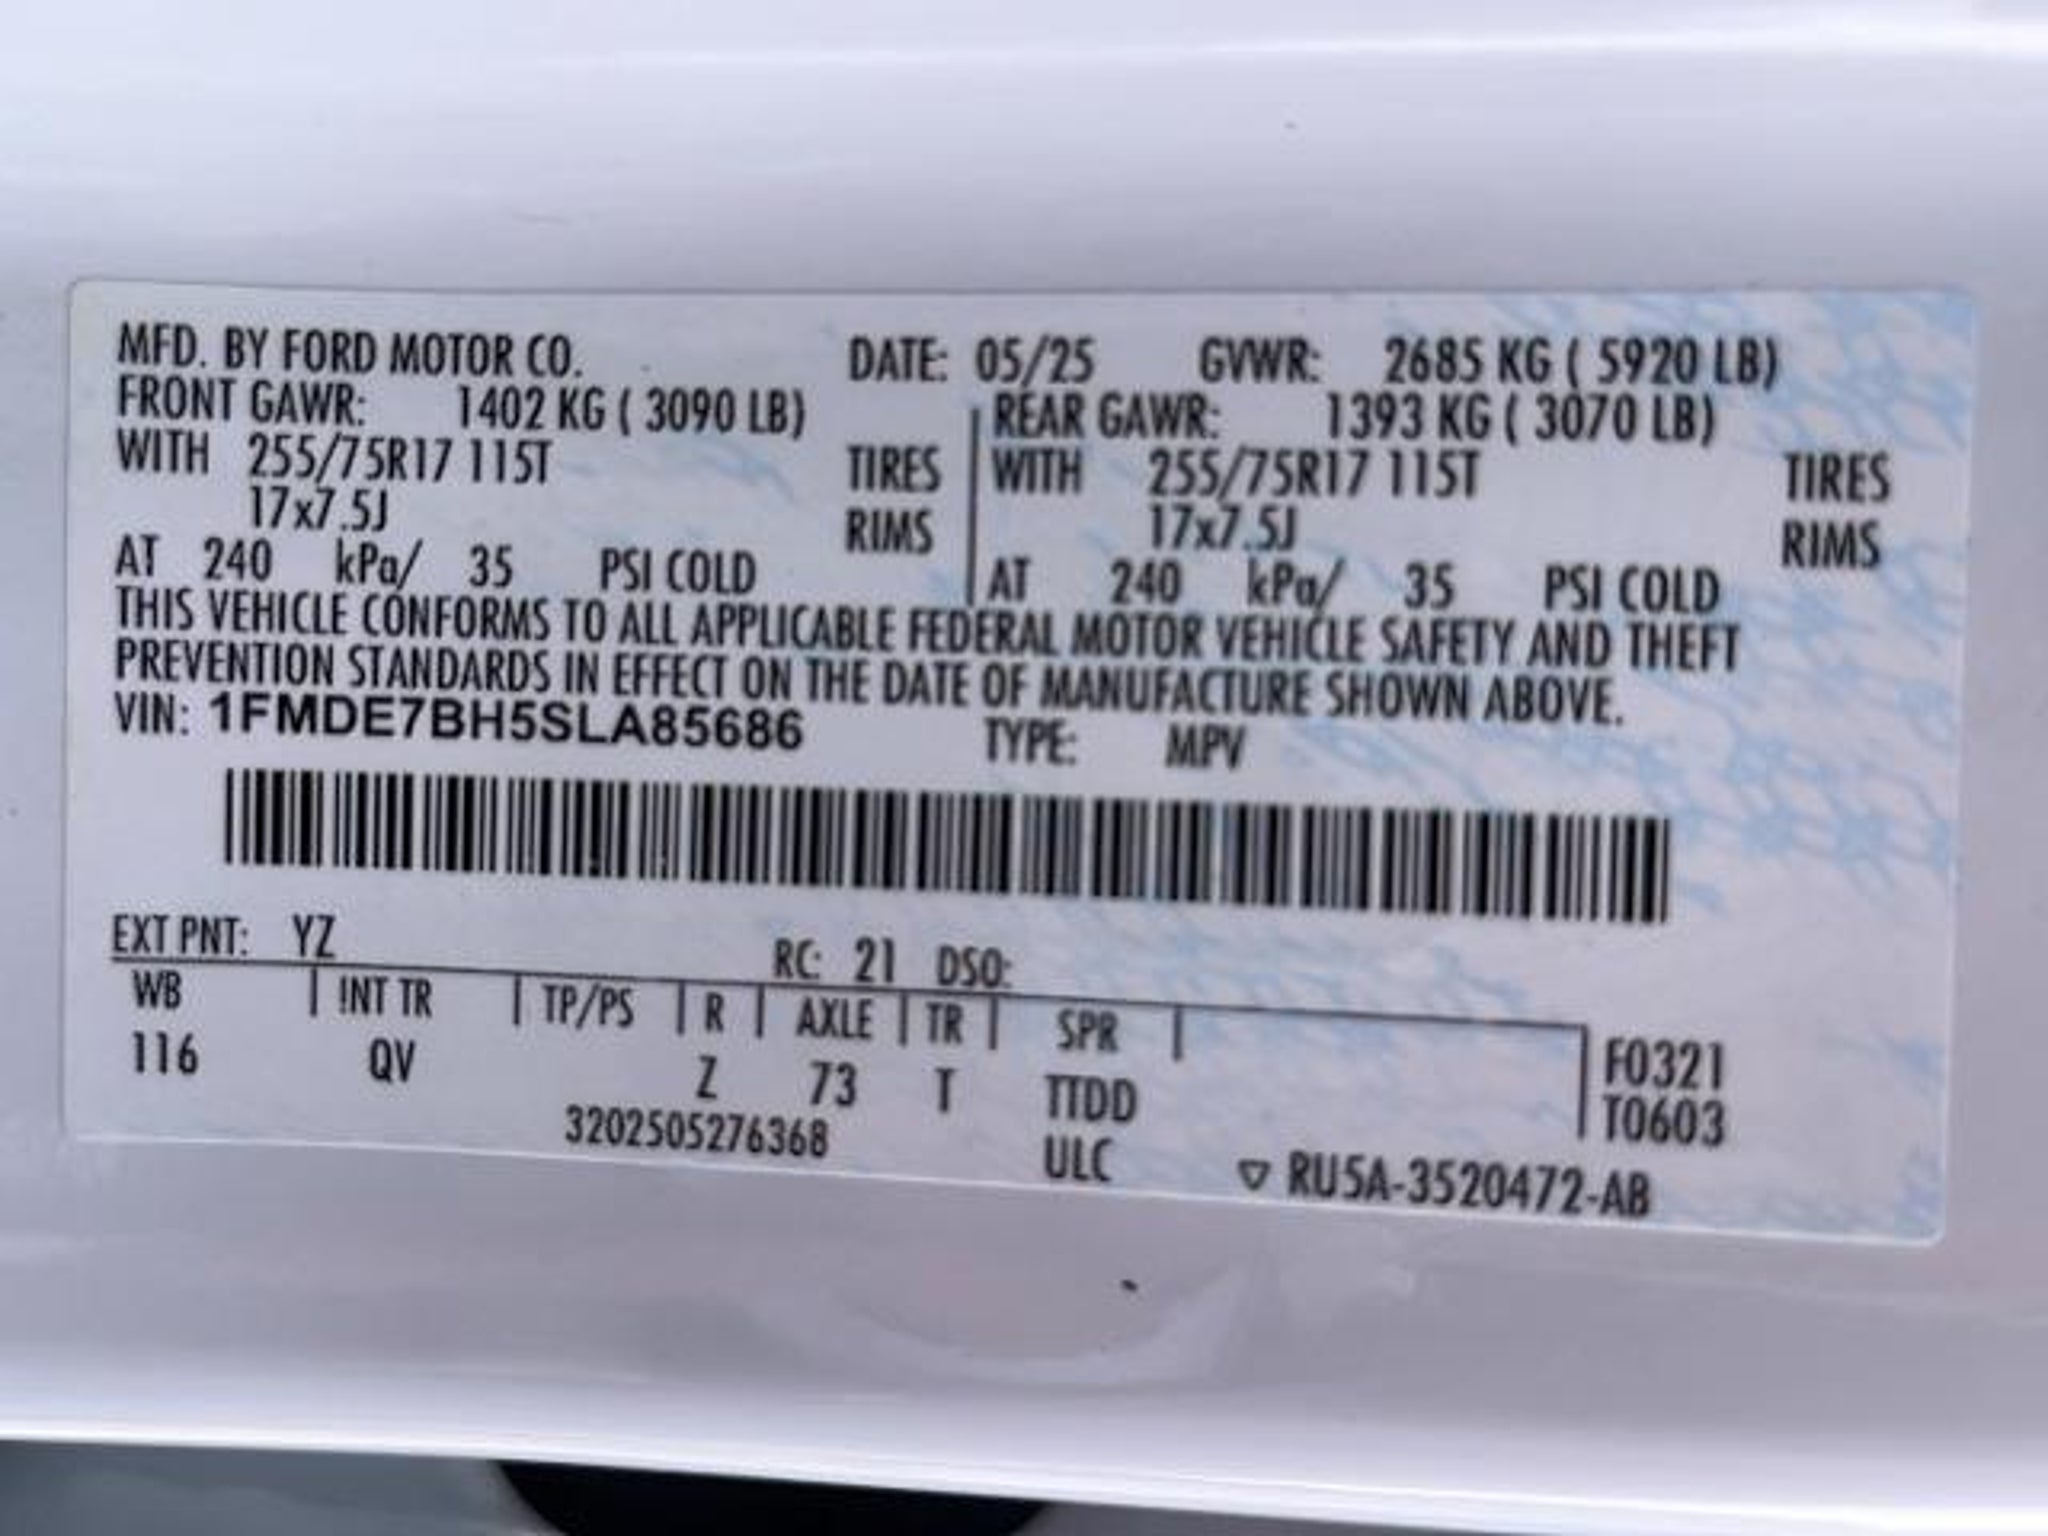 MFD. BY FORD MOTOR CO. DATE: 05/25 GVWR: 2685 KG ( 5920 LB)
FRONT GAWR: 1402 KG ( 3090 LB) REAR GAWR: 1393 KG ( 3070 LB)
WITH 255/75R17 115T TIRES WITH 255/75R17 115T TIRES
17x7.5J RIMS 17x7.5J RIMS
AT 240 kPa/ 35 PSI COLD AT 240 kPa/ 35 PSI COLD
THIS VEHICLE CONFORMS TO ALL APPLICABLE FEDERAL MOTOR VEHICLE SAFETY AND THEFT
PREVENTION STANDARDS IN EFFECT ON THE DATE OF MANUFACTURE SHOWN ABOVE.
VIN: 1FMDE7BH5SLA85686 TYPE: MPV
EXT PNT: YZ RC: 21 DSO:
WB INT TR TP/PS R AXLE TR SPR
116 QV Z 73 T TTDD F0321
3202505276368 ULC T0603
RU5A-3520472-AB